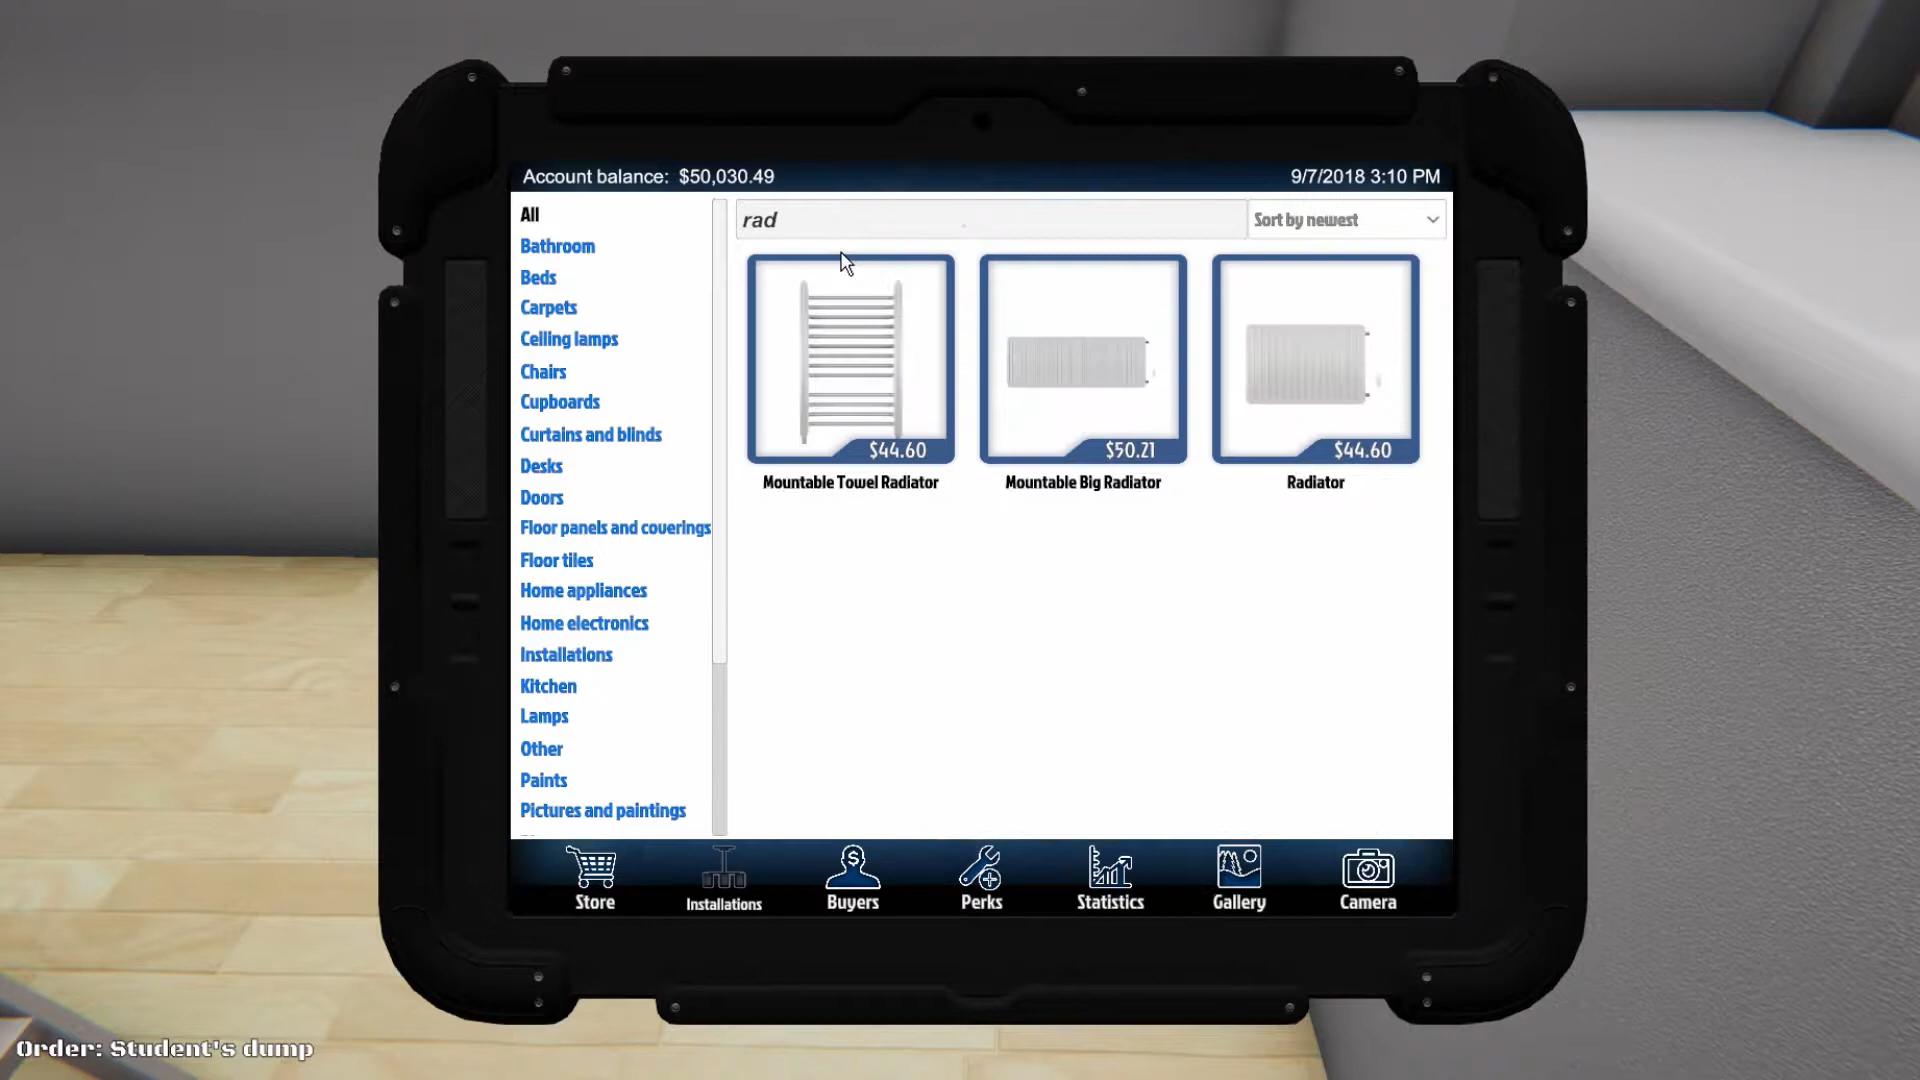 Account balance: $50,030.49
9/7/2018 3:10 PM
All
Bathroom
Beds
Carpets
Ceiling lamps
Chairs
Cupboards
Curtains and blinds
Desks
Doors
Floor panels and coverings
Floor tiles
Home appliances
Home electronics
Installations
Kitchen
Lamps
Other
Paints
Pictures and paintings
rad
Sort by newest
$44.60
Mountable Towel Radiator
$50.21
Mountable Big Radiator
$44.60
Radiator
Store
Installations
Buyers
Perks
Statistics
Gallery
Camera
Order: Student's dump